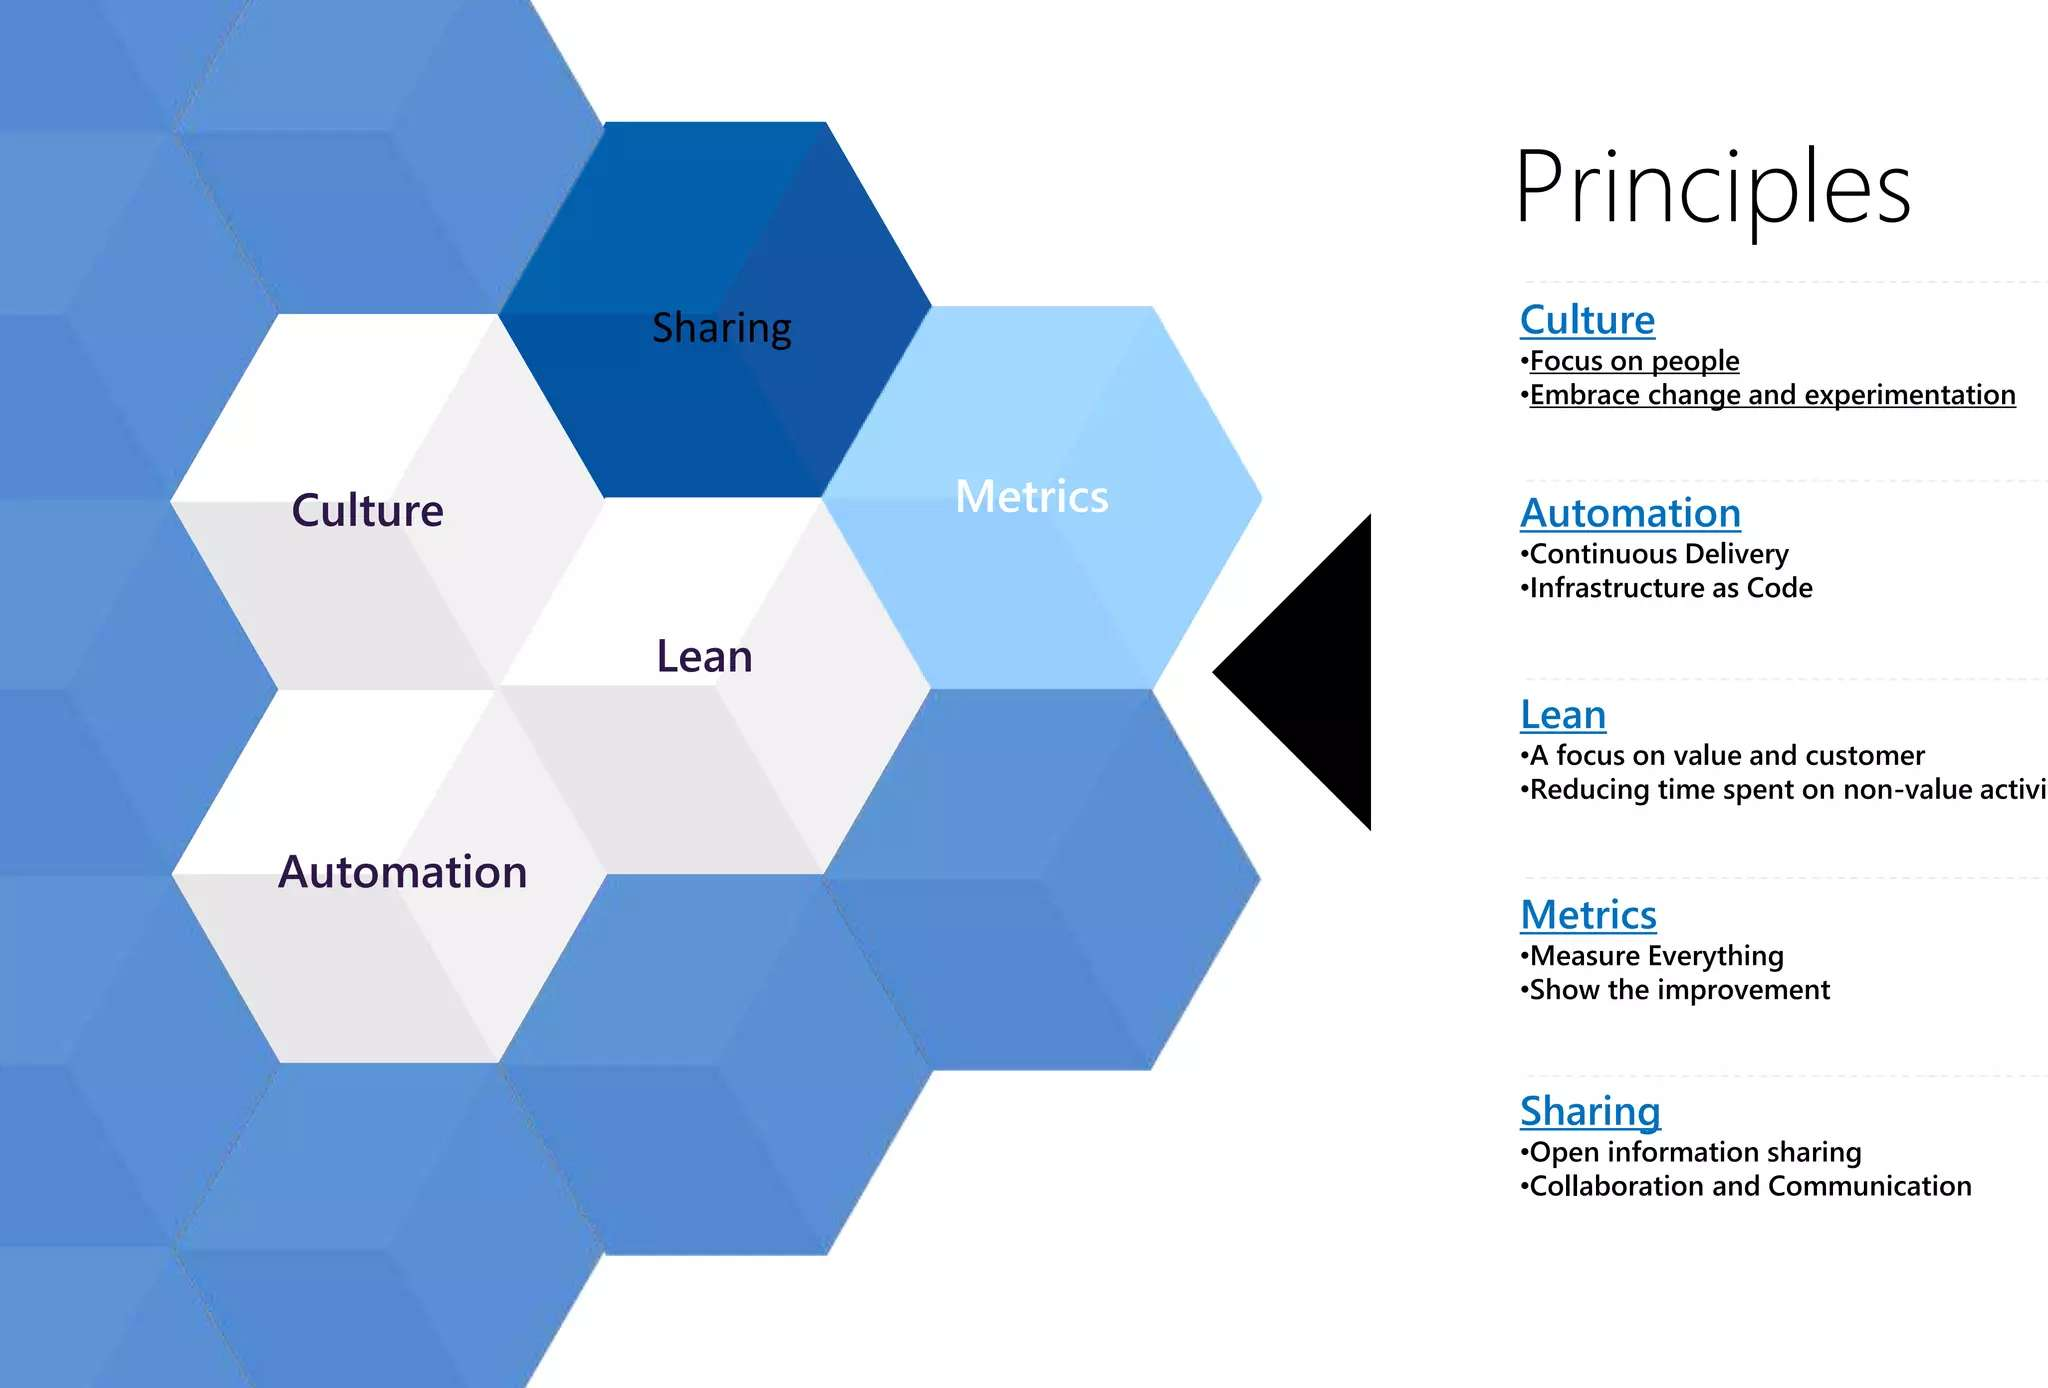 Sharing
Culture
Metrics
Lean
Automation
Principles
Culture
•Focus on people
•Embrace change and experimentation
Automation
•Continuous Delivery
•Infrastructure as Code
Lean
•A focus on value and customer
•Reducing time spent on non-value activi
Metrics
•Measure Everything
•Show the improvement
Sharing
•Open information sharing
•Collaboration and Communication